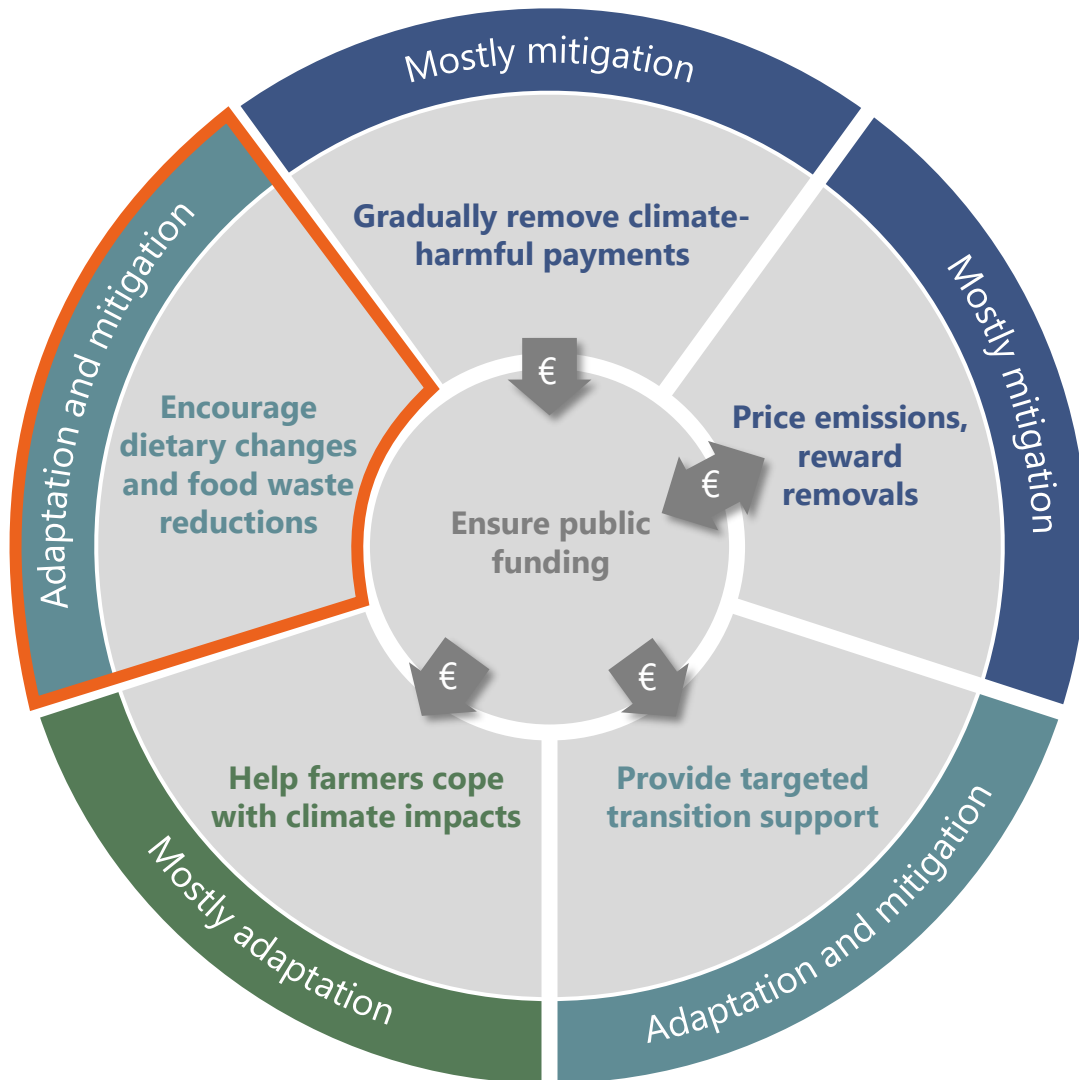 Mostly mitigation
Gradually remove climate-
harmful payments
€
Mostly mitigation
Price emissions,
reward
removals
€
Adaptation and mitigation
Provide targeted
transition support
€
Mostly adaptation
Help farmers cope
with climate impacts
€
Adaptation and mitigation
Encourage
dietary changes
and food waste
reductions
Ensure public
funding